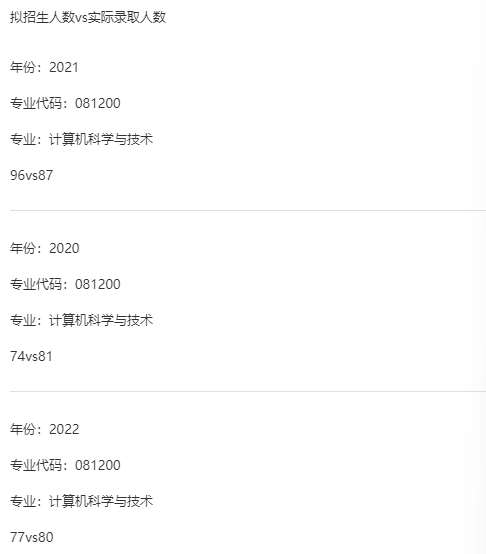 拟招生人数vs实际录取人数
年份：2021
专业代码：081200
专业：计算机科学与技术
96vs87
年份：2020
专业代码：081200
专业：计算机科学与技术
74vs81
年份：2022
专业代码：081200
专业：计算机科学与技术
77vs80